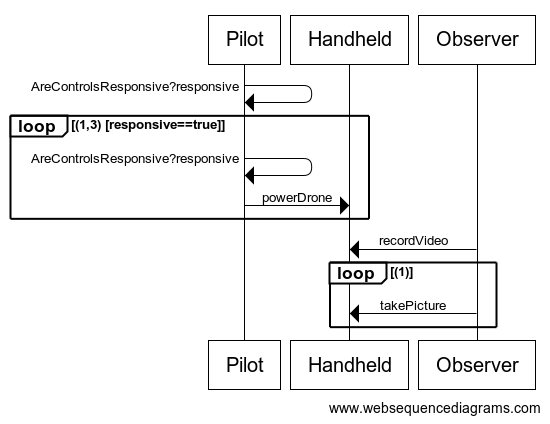 Pilot Handheld Observer
AreControlsResponsive?responsive
loop [(1,3) [responsive==true]]
AreControlsResponsive?responsive
powerDrone
recordVideo
loop [(1)]
takePicture
Pilot Handheld Observer
www.websequencediagrams.com